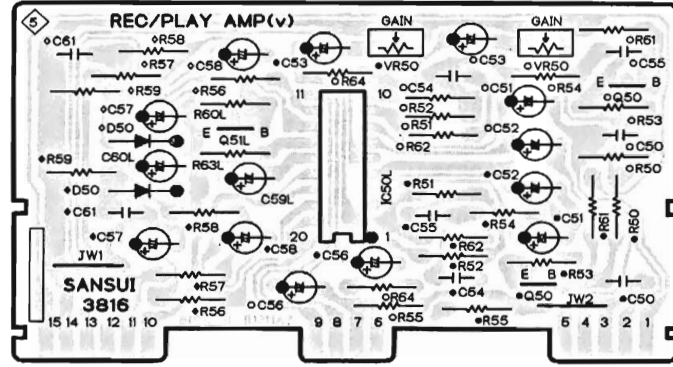 5
REC/PLAY AMP(v)
GAIN
GAIN
◇C61
◇R58
◇R57
◇C58
◆C53
○R64
●VR50
○C53
○VR50
○R61
○C55
◇R59
◇R56
11
10
○C54
○C51
○R54
E B
○Q50
◇C57
R60L
○R52
○R53
◇D50
E B
Q51L
○R51
○C52
○C50
◆R59
C60L
R63L
○R62
○R50
◆D50
C59L
IC50L
●R51
●C52
◆C61
◆R58
●C55
●R54
●C51
●R61
●R50
◆C57
◆C58
20
1
●R62
JW1
●C56
●R52
E B
●R53
SANSUI
3816
◆R57
○R64
●C54
●Q50
JW2
●C50
◆R56
○C56
○R55
●R55
15 14 13 12 11 10
9 8 7 6
5 4 3 2 1